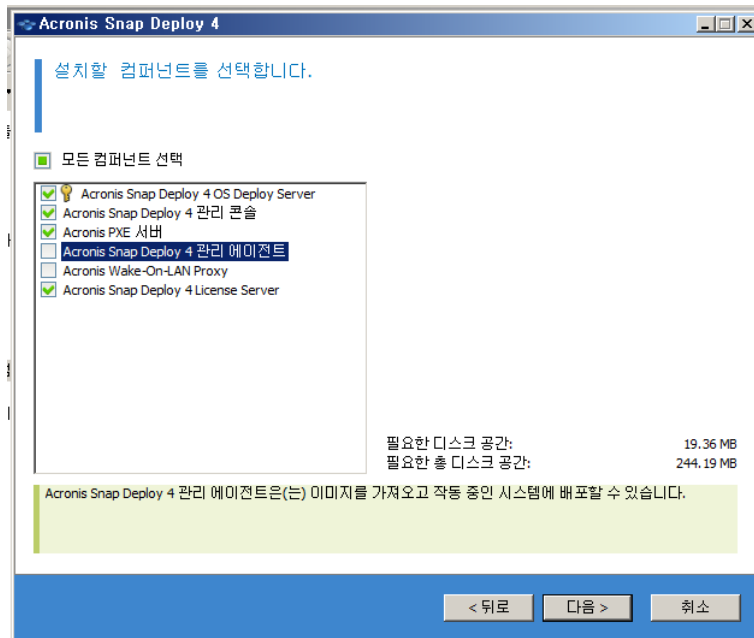 Acronis Snap Deploy 4
설치할 컴퍼넌트를 선택합니다.
모든 컴퍼넌트 선택
Acronis Snap Deploy 4 OS Deploy Server
Acronis Snap Deploy 4 관리 콘솔
Acronis PXE 서버
Acronis Snap Deploy 4 관리 에이전트
Acronis Wake-On-LAN Proxy
Acronis Snap Deploy 4 License Server
필요한 디스크 공간: 19.36 MB
필요한 총 디스크 공간: 244.19 MB
Acronis Snap Deploy 4 관리 에이전트은(는) 이미지를 가져오고 작동 중인 시스템에 배포할 수 있습니다.
< 뒤로 다음 > 취소